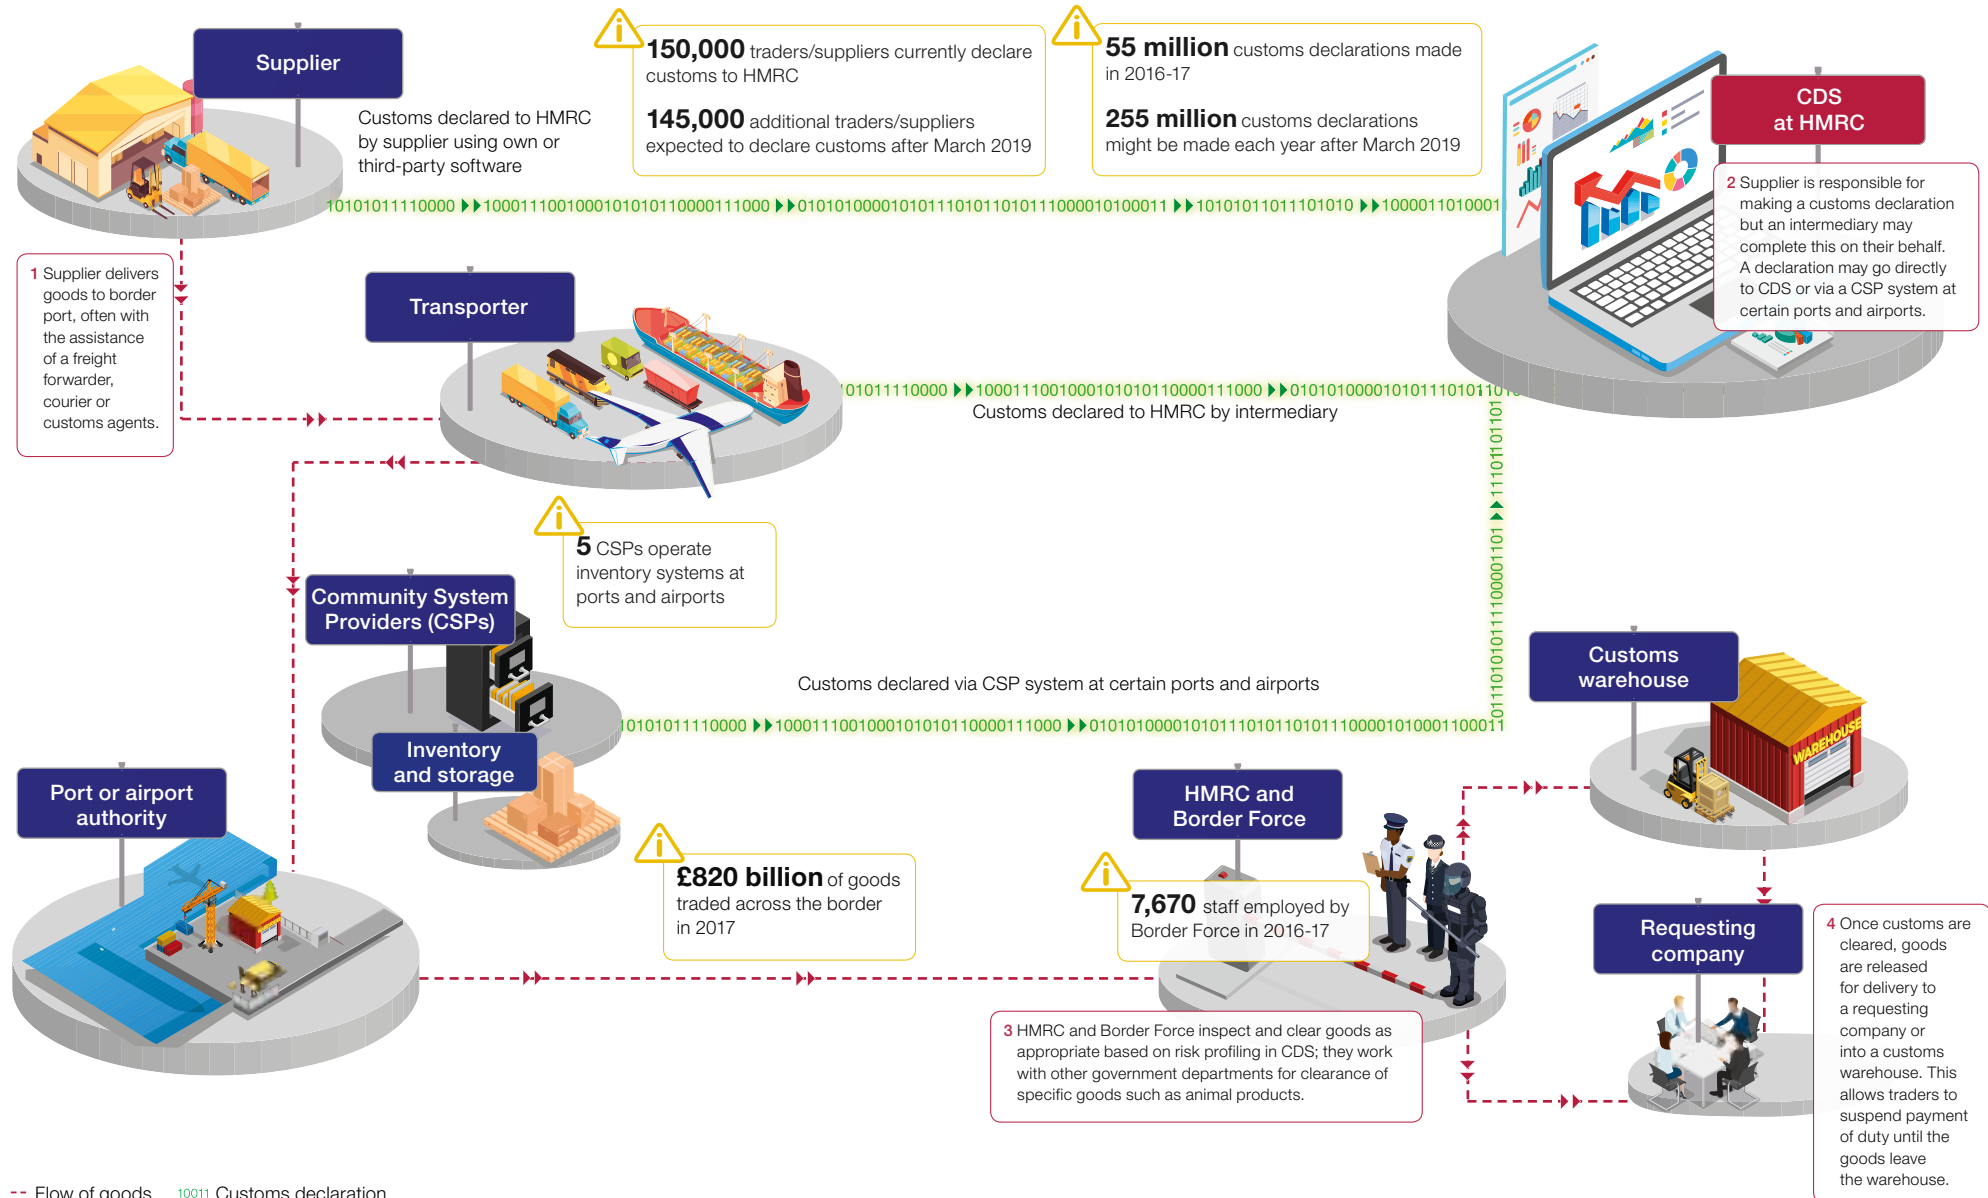 Supplier
Customs declared to HMRC
by supplier using own or
third-party software
150,000 traders/suppliers currently declare
customs to HMRC
145,000 additional traders/suppliers
expected to declare customs after March 2019
55 million customs declarations made
in 2016-17
255 million customs declarations
might be made each year after March 2019
CDS
at HMRC
2 Supplier is responsible for
making a customs declaration
but an intermediary may
complete this on their behalf.
A declaration may go directly
to CDS or via a CSP system at
certain ports and airports.
1 Supplier delivers
goods to border
port, often with
the assistance
of a freight
forwarder,
courier or
customs agents.
Transporter
Customs declared to HMRC by intermediary
5 CSPs operate
inventory systems at
ports and airports
Community System
Providers (CSPs)
Customs declared via CSP system at certain ports and airports
Inventory
and storage
Customs
warehouse
WAREHOUSE
Port or airport
authority
£820 billion of goods
traded across the border
in 2017
HMRC and
Border Force
7,670 staff employed by
Border Force in 2016-17
3 HMRC and Border Force inspect and clear goods as
appropriate based on risk profiling in CDS; they work
with other government departments for clearance of
specific goods such as animal products.
Requesting
company
4 Once customs are
cleared, goods
are released
for delivery to
a requesting
company or
into a customs
warehouse. This
allows traders to
suspend payment
of duty until the
goods leave
the warehouse.
Flow of goods
10011 Customs declaration